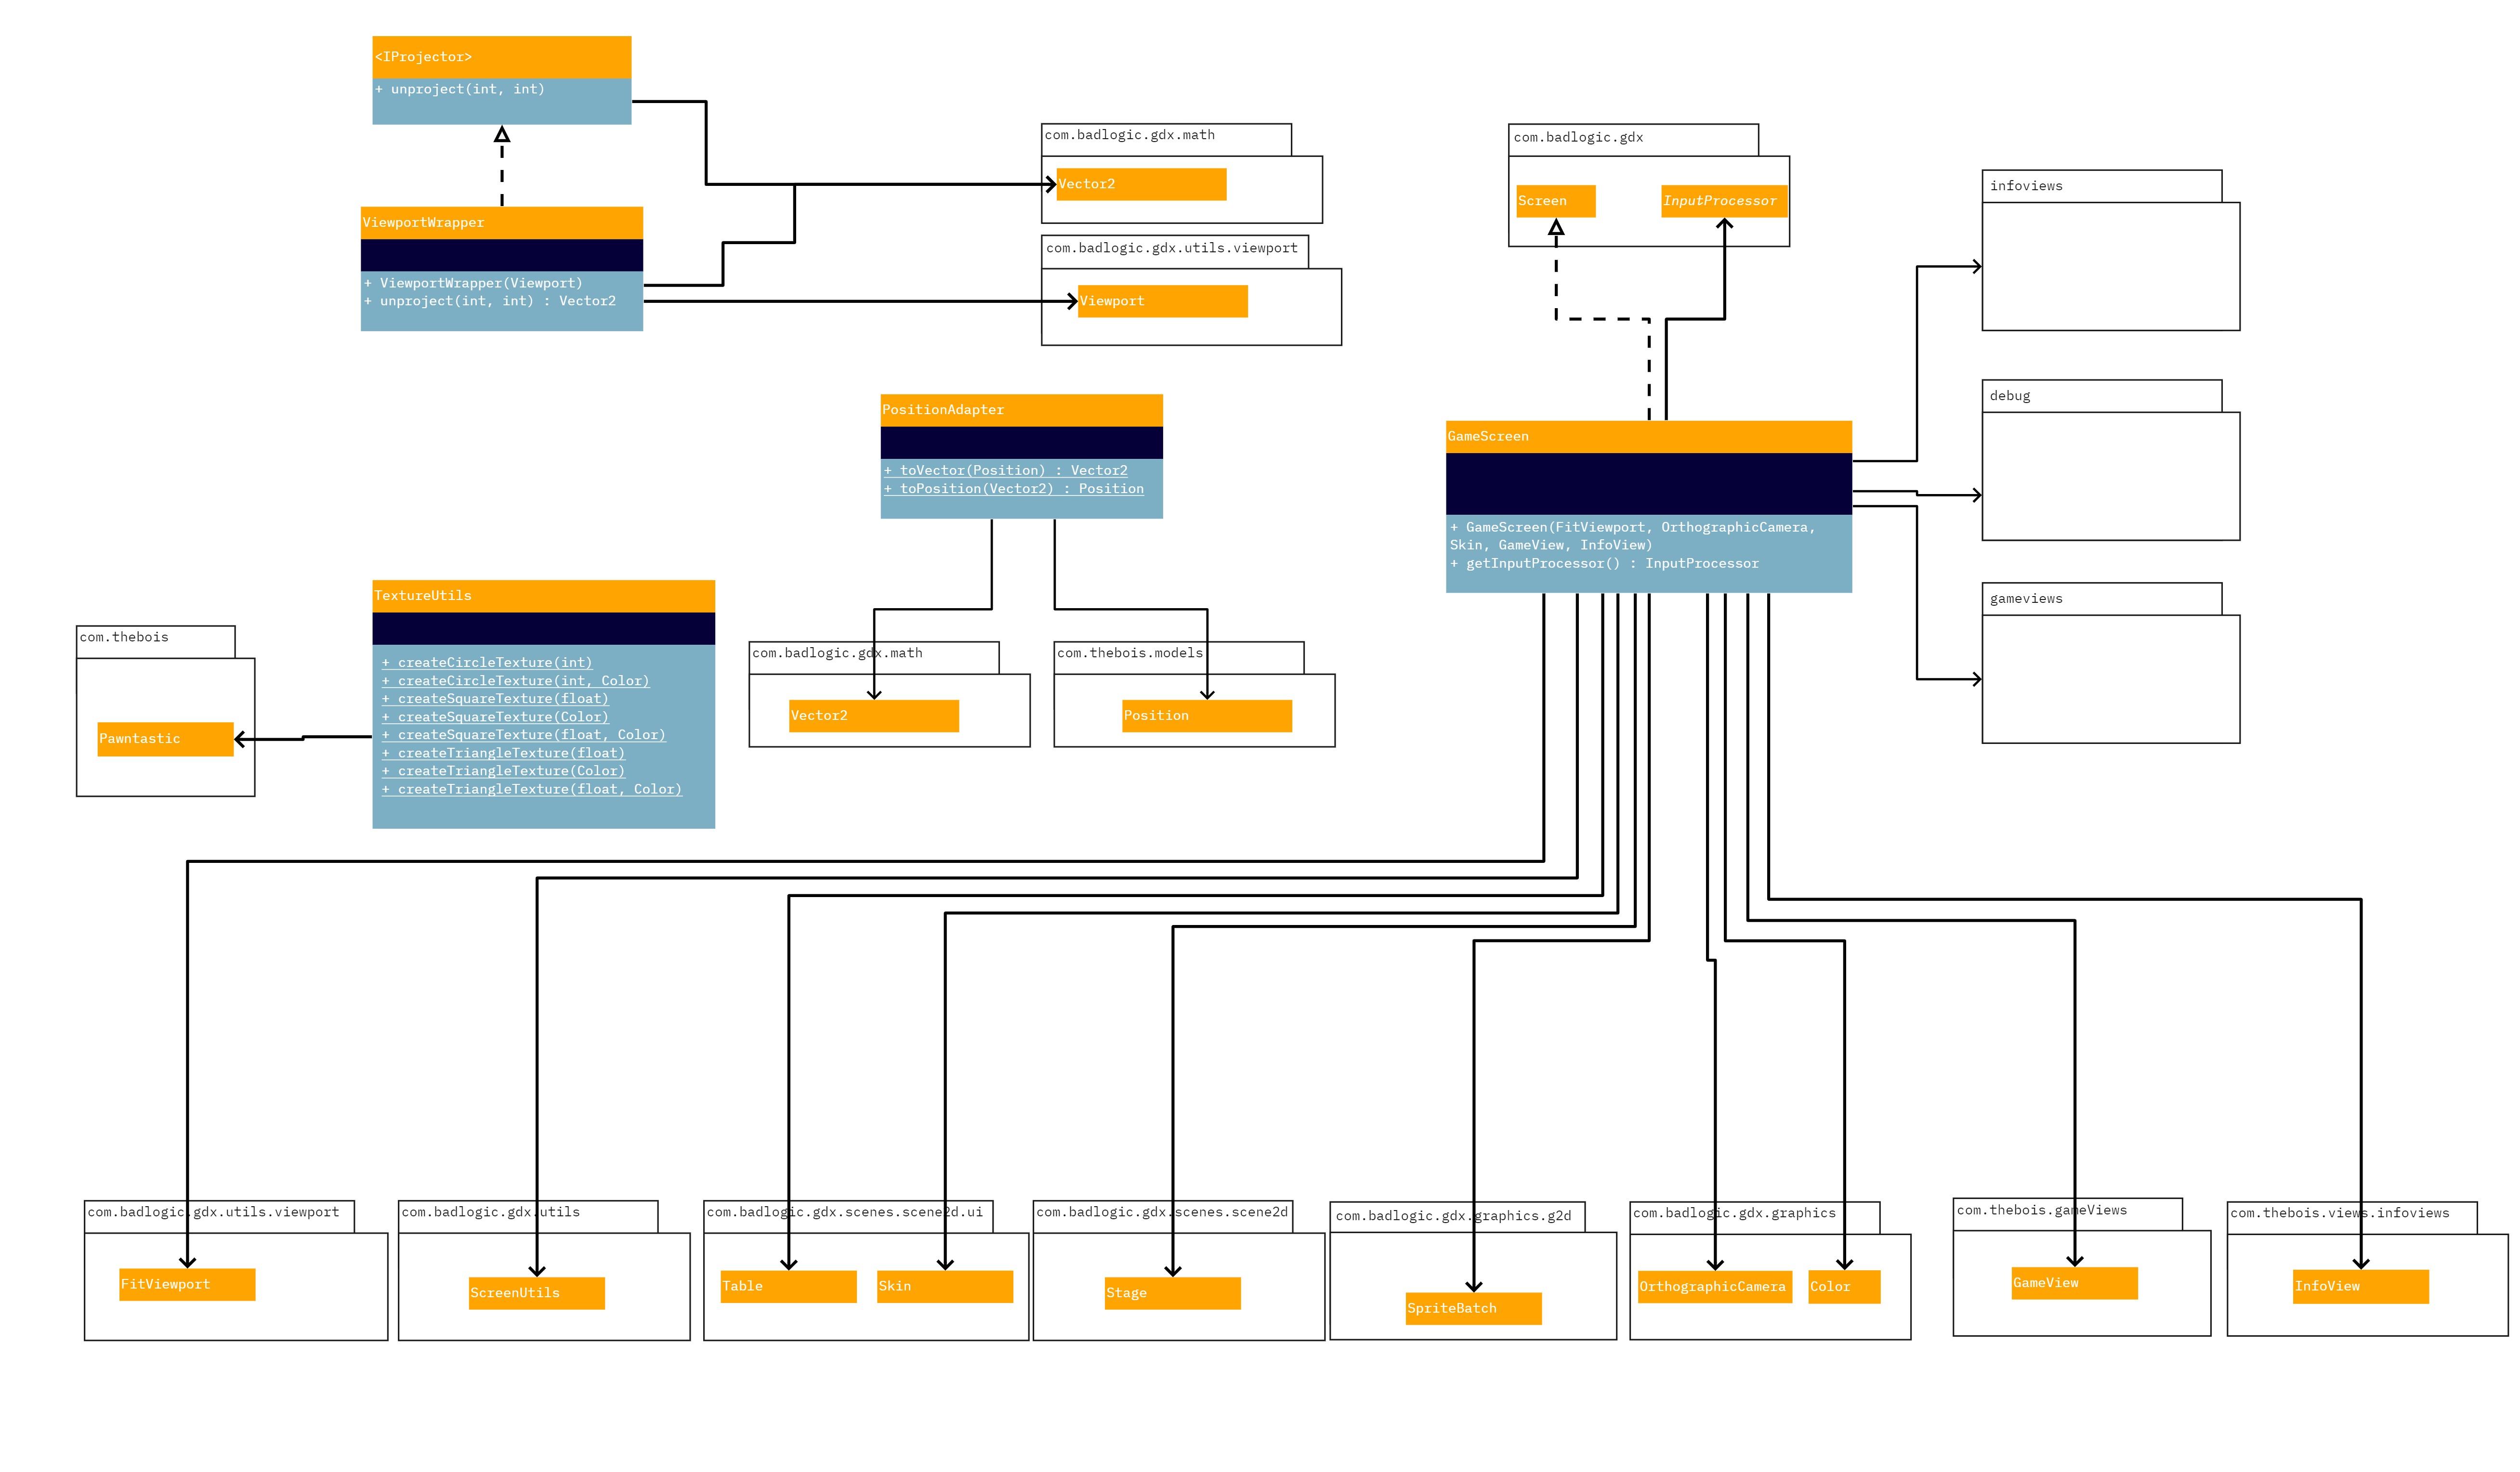 <IProjector>
+ unproject(int, int)
ViewportWrapper
+ ViewportWrapper(Viewport)
+ unproject(int, int) : Vector2
com.badlogic.gdx.math
Vector2
com.badlogic.gdx.utils.viewport
Viewport
com.badlogic.gdx
Screen
InputProcessor
infoviews
debug
gameviews
PositionAdapter
+ toVector(Position) : Vector2
+ toPosition(Vector2) : Position
GameScreen
+ GameScreen(FitViewport, OrthographicCamera,
Skin, GameView, InfoView)
+ getInputProcessor() : InputProcessor
com.thebois
Pawntastic
TextureUtils
+ createCircleTexture(int)
+ createCircleTexture(int, Color)
+ createSquareTexture(float)
+ createSquareTexture(Color)
+ createSquareTexture(float, Color)
+ createTriangleTexture(float)
+ createTriangleTexture(Color)
+ createTriangleTexture(float, Color)
com.badlogic.gdx.math
Vector2
com.thebois.models
Position
com.badlogic.gdx.utils.viewport
FitViewport
com.badlogic.gdx.utils
ScreenUtils
com.badlogic.gdx.scenes.scene2d.ui
Table
Skin
com.badlogic.gdx.scenes.scene2d
Stage
com.badlogic.gdx.graphics.g2d
SpriteBatch
com.badlogic.gdx.graphics
OrthographicCamera
Color
com.thebois.gameViews
GameView
com.thebois.views.infoviews
InfoView